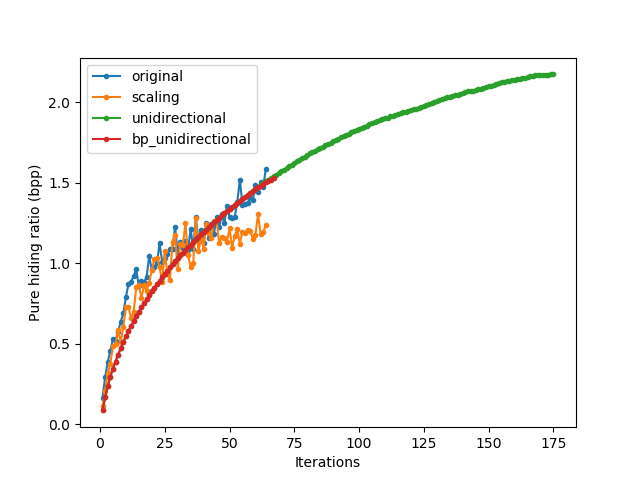 original
scaling
unidirectional
bp_unidirectional
Pure hiding ratio (bpp)
2.0
1.5
1.0
0.5
0.0
0 25 50 75 100 125 150 175
Iterations